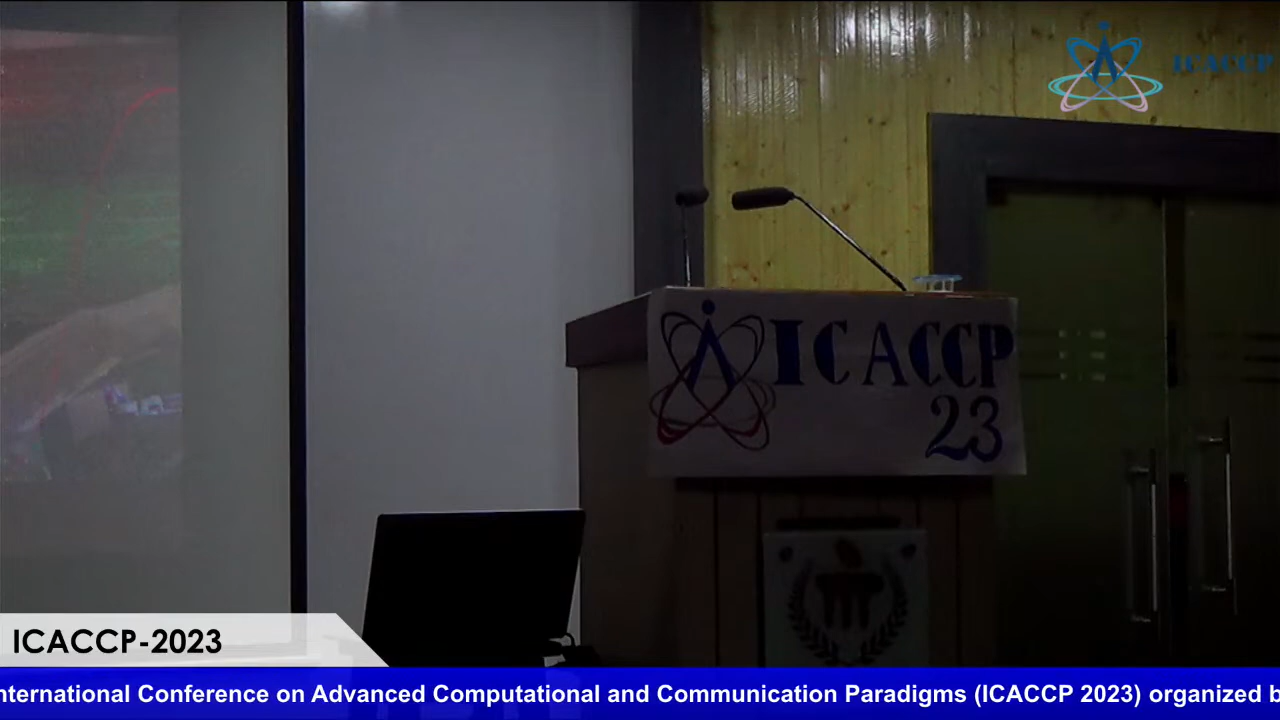 ICACCP
ICACCP
23
ICACCP-2023
nternational Conference on Advanced Computational and Communication Paradigms (ICACCP 2023) organized b